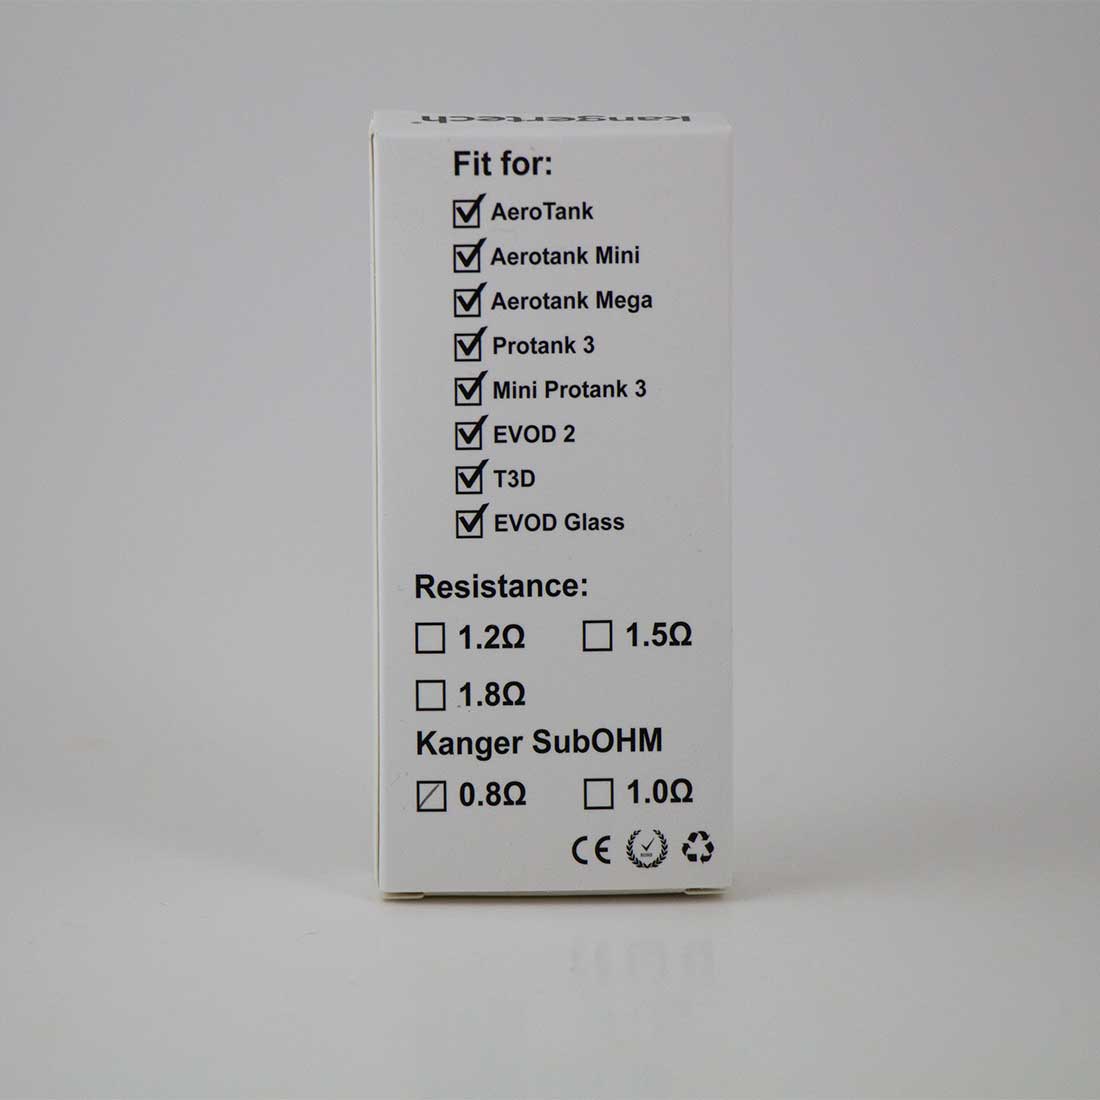 kangertech
Fit for:
AeroTank
Aerotank Mini
Aerotank Mega
Protank 3
Mini Protank 3
EVOD 2
T3D
EVOD Glass
Resistance:
1.2Ω 1.5Ω
1.8Ω
Kanger SubOHM
0.8Ω 1.0Ω
CE